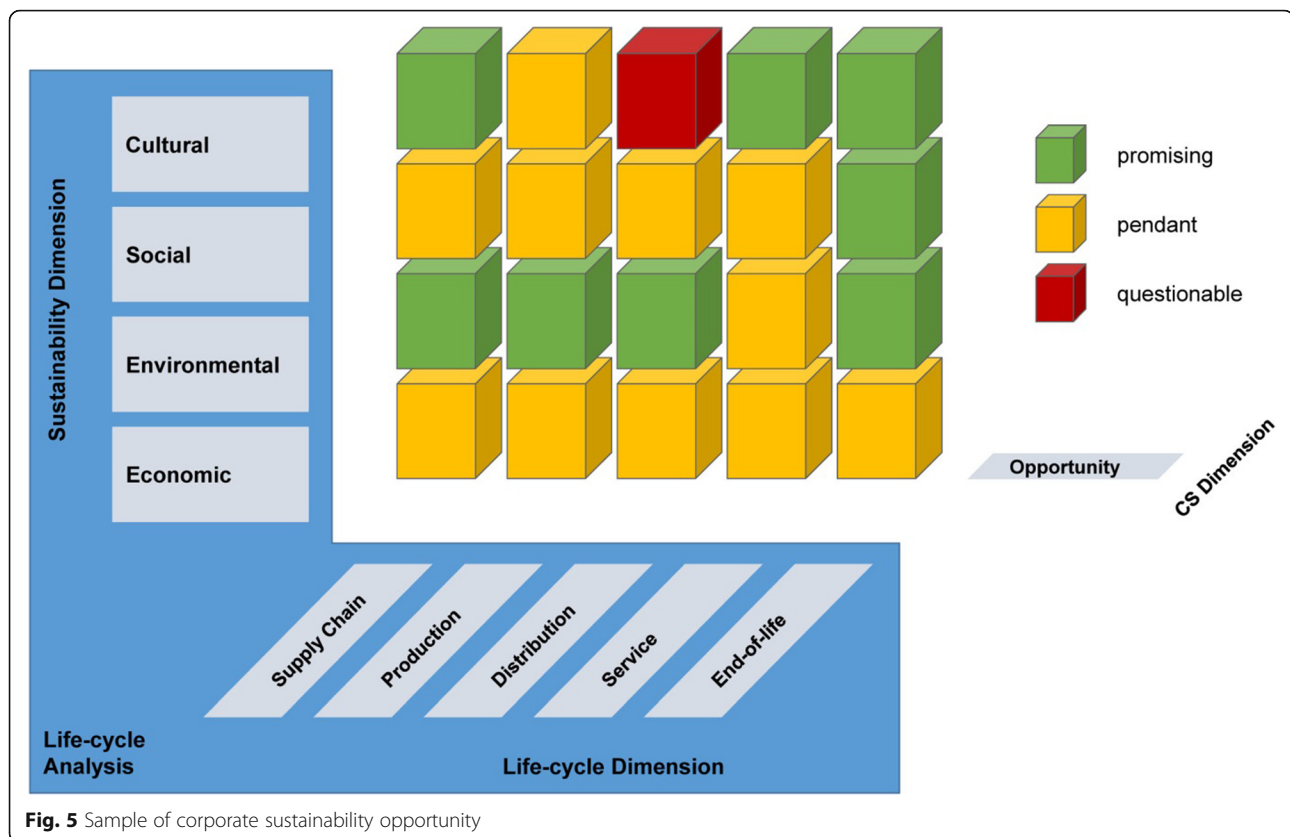 Sustainability Dimension
Cultural
Social
Environmental
Economic
promising
pendant
questionable
Opportunity
CS Dimension
Supply Chain
Production
Distribution
Service
End-of-life
Life-cycle
Analysis
Life-cycle Dimension
Fig. 5 Sample of corporate sustainability opportunity